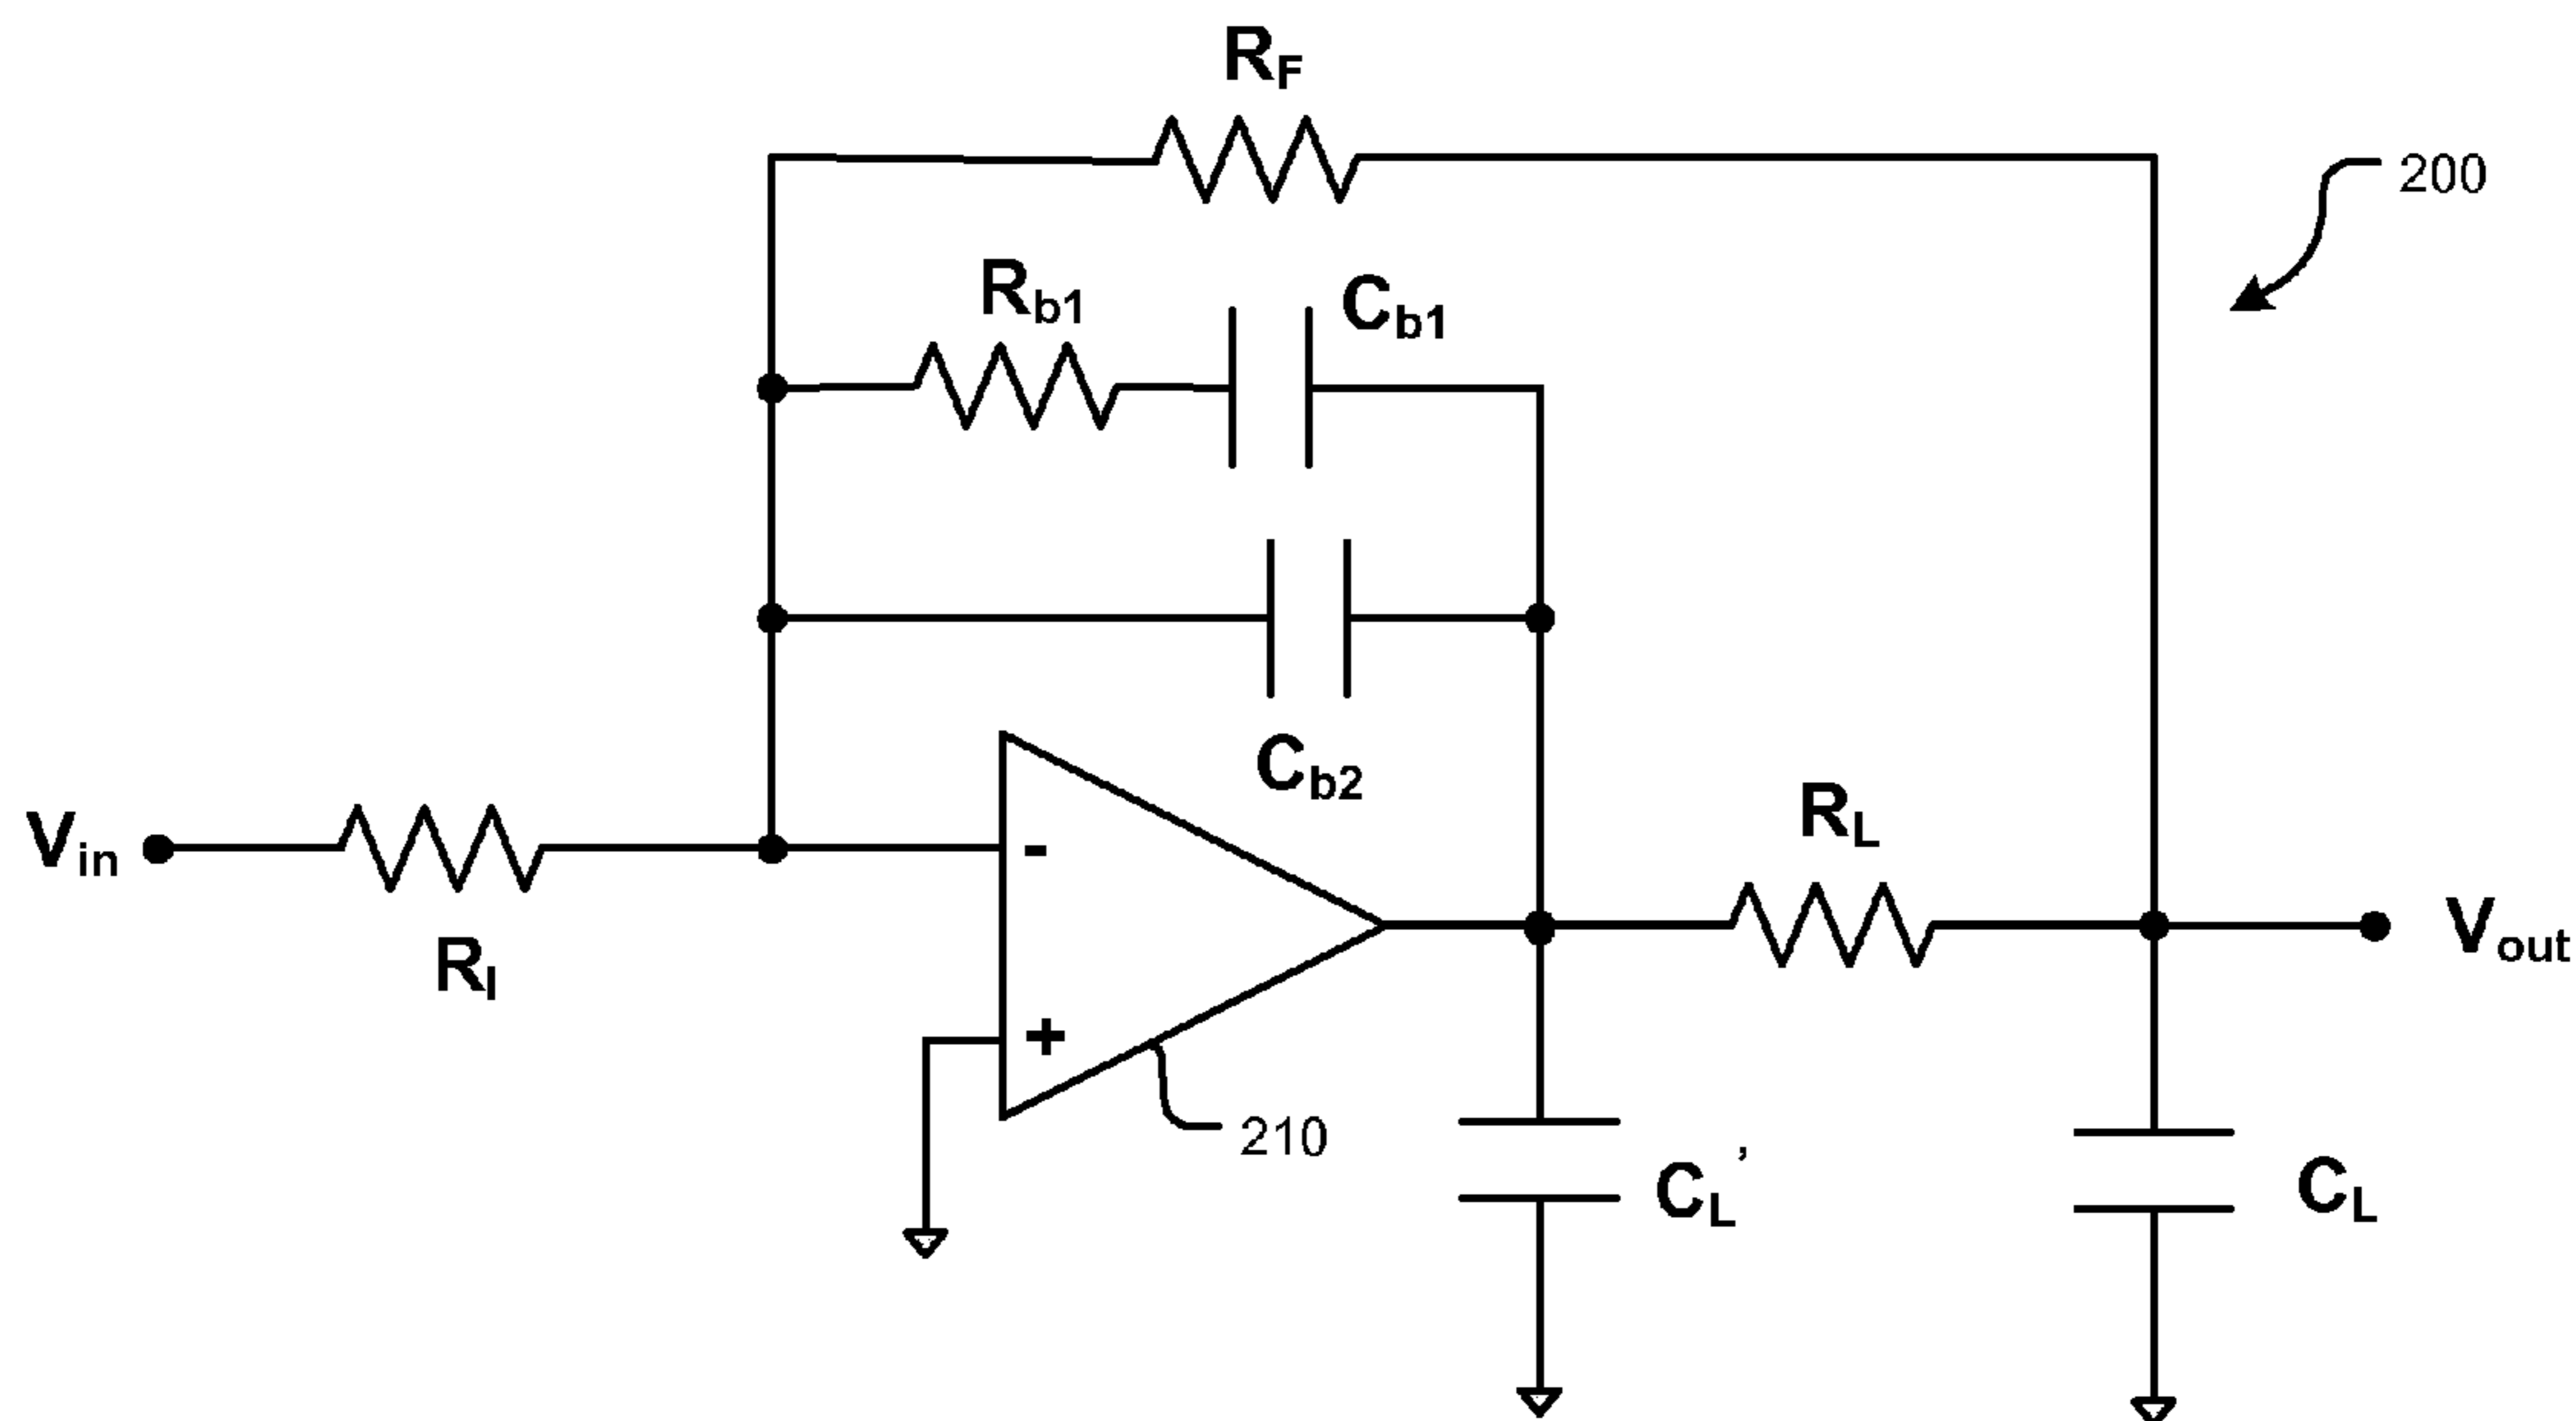 R_F
200
R_b1
C_b1
C_b2
V_in
R_I
-
+
210
R_L
V_out
C_L'
C_L